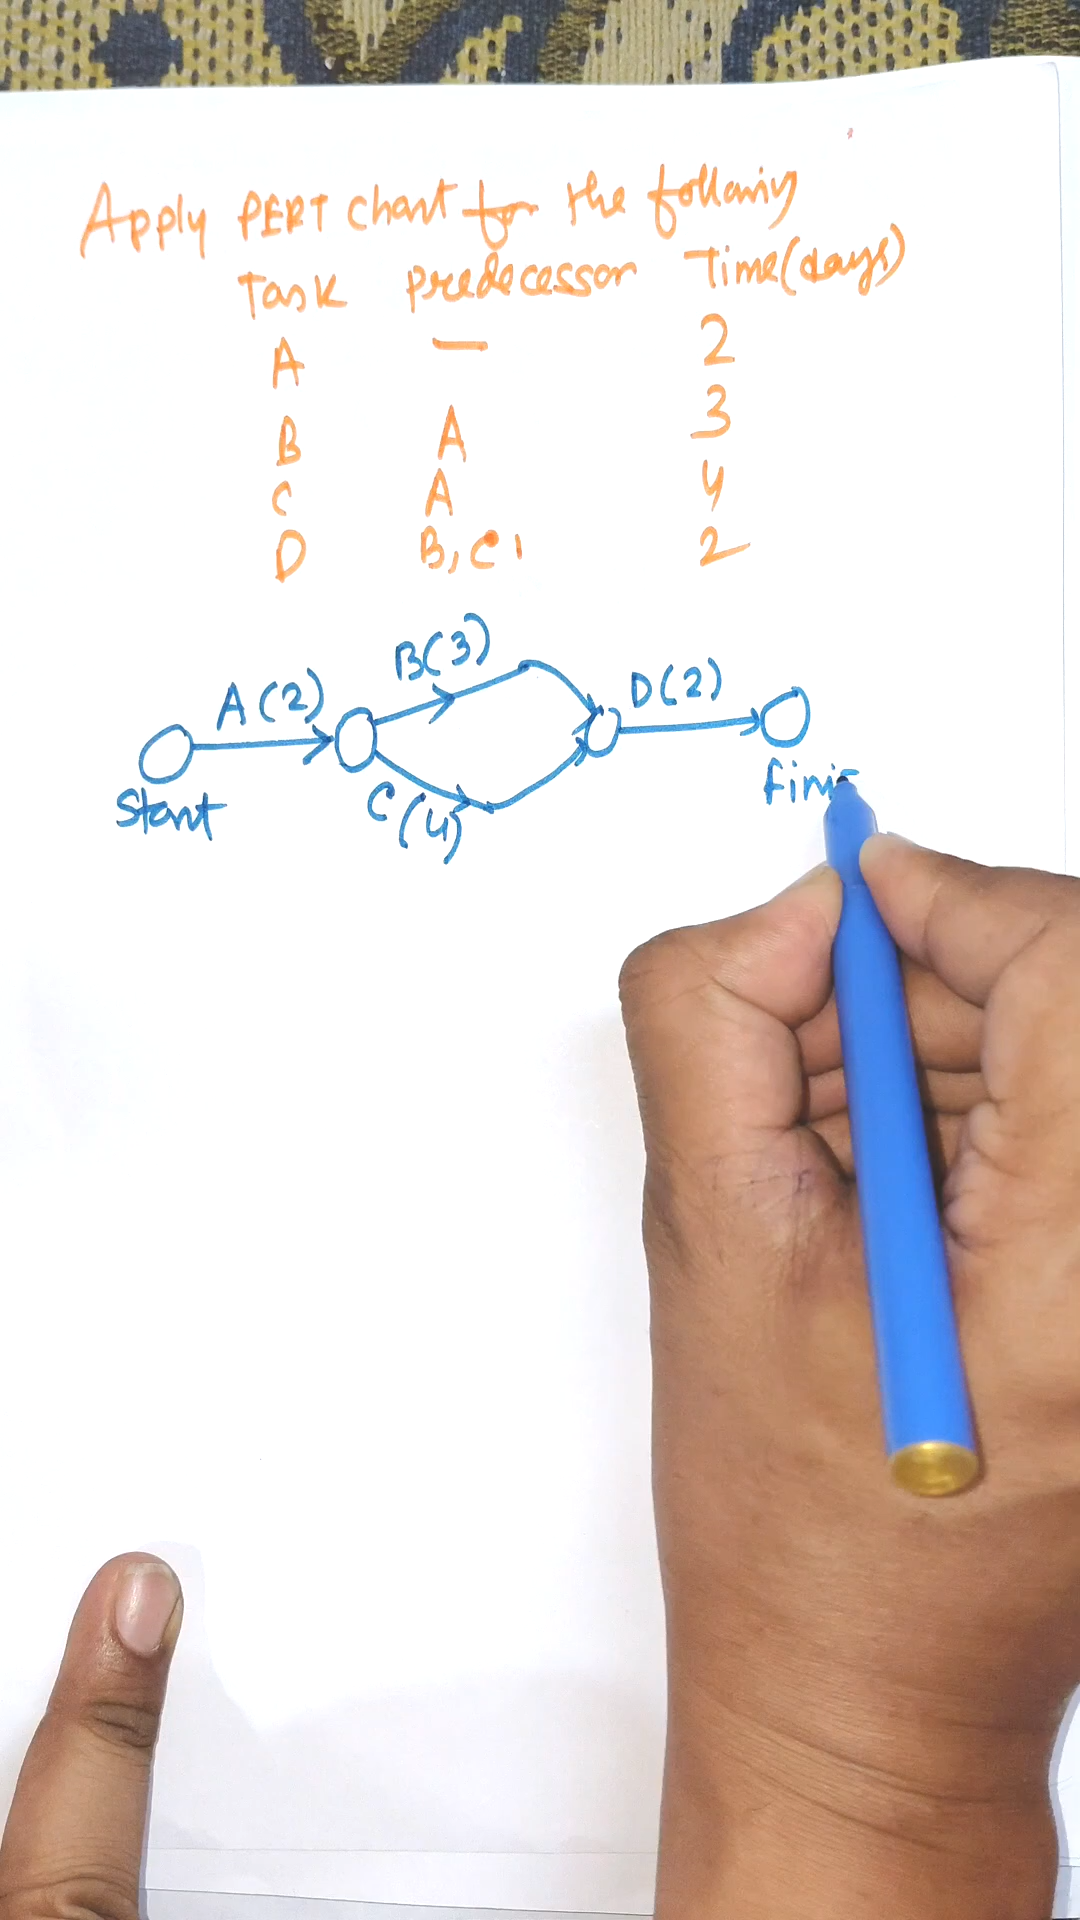 Apply PERT chart for the following
Task Predecessor Time(days)
A — 2
B A 3
C A 4
D B, C 2
A(2) B(3) D(2)
C(4)
Start